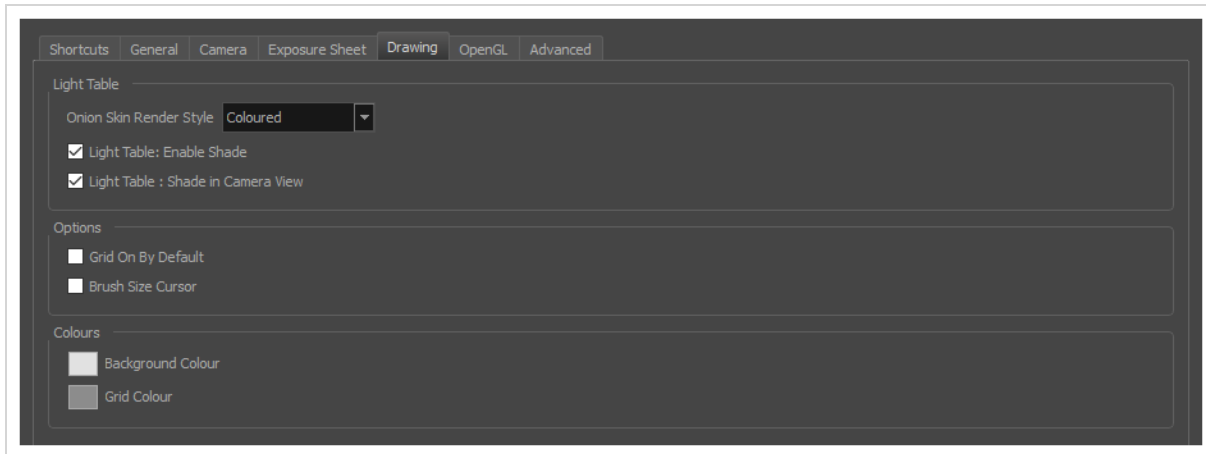 Shortcuts General Camera Exposure Sheet Drawing OpenGL Advanced
Light Table
Onion Skin Render Style Coloured
Light Table: Enable Shade
Light Table : Shade in Camera View
Options
Grid On By Default
Brush Size Cursor
Colours
Background Colour
Grid Colour